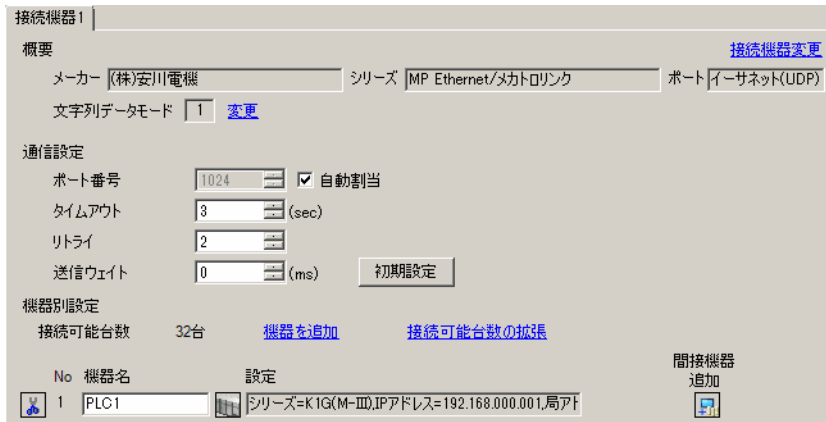 接続機器1
概要 接続機器変更
メーカー (株)安川電機 シリーズ MP Ethernet/メカトロリンク ポート イーサネット(UDP)
文字列データモード 1 変更
通信設定
ポート番号 1024 自動割当
タイムアウト 3 (sec)
リトライ 2
送信ウェイト 0 (ms) 初期設定
機器別設定
接続可能台数 32台 機器を追加 接続可能台数の拡張
間接機器
No 機器名 設定 追加
1 PLC1 シリーズ=K1G(M-Ⅲ),IPアドレス=192.168.000.001,局アト